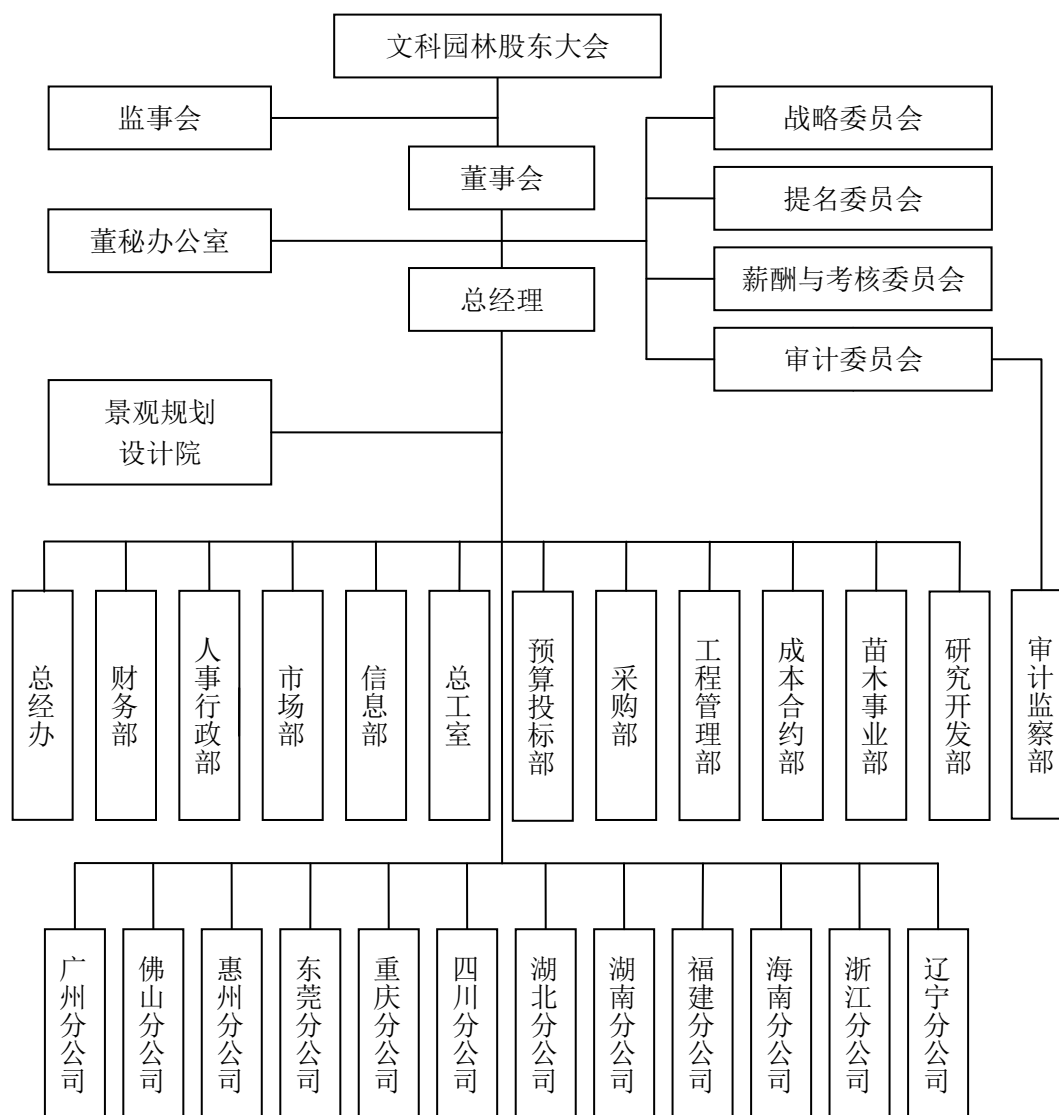 文科园林股东大会
监事会
战略委员会
董事会
提名委员会
董秘办公室
薪酬与考核委员会
总经理
审计委员会
景观规划
设计院
总经办
财务部
人事行政部
市场部
信息部
总工室
预算投标部
采购部
工程管理部
成本合约部
苗木事业部
研究开发部
审计监察部
广州分公司
佛山分公司
惠州分公司
东莞分公司
重庆分公司
四川分公司
湖北分公司
湖南分公司
福建分公司
海南分公司
浙江分公司
辽宁分公司